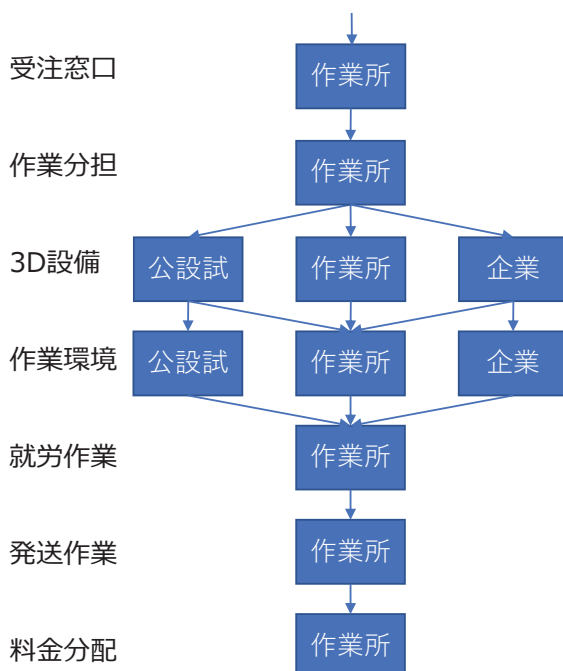 受注窓口
作業所
作業分担
作業所
3D設備
公設試
作業所
企業
作業環境
公設試
作業所
企業
就労作業
作業所
発送作業
作業所
料金分配
作業所